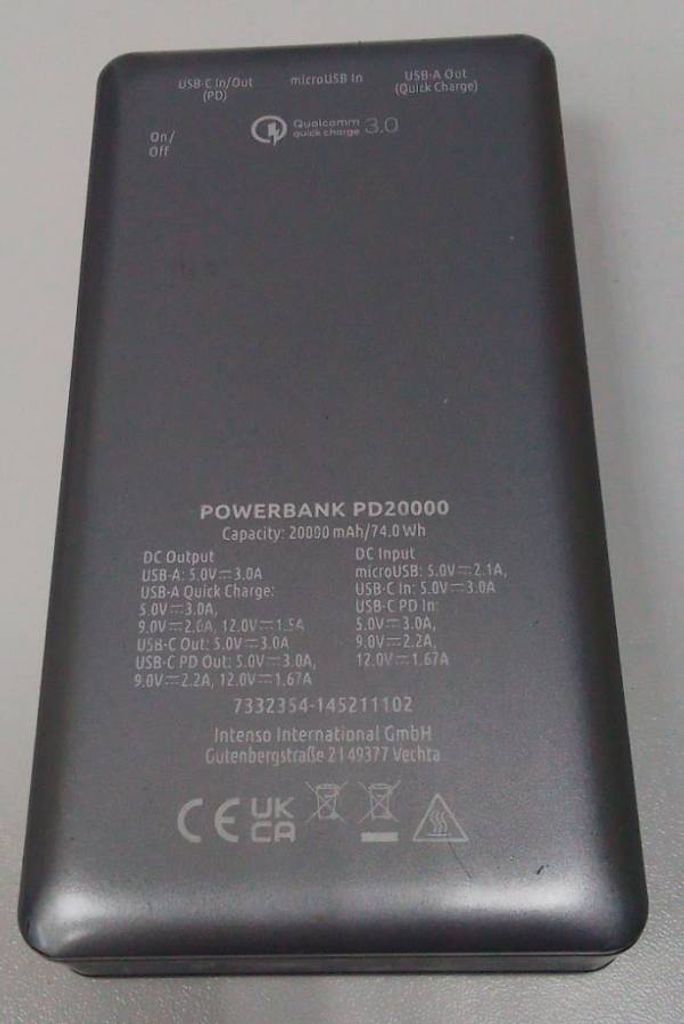 USB-C In/Out microUSB In USB-A Out
(PD) (Quick Charge)
On/
Off
Qualcomm
quick charge 3.0
POWERBANK PD20000
Capacity: 20000 mAh/74.0 Wh
DC Output
USB-A: 5.0V⎓3.0A
USB-A Quick Charge:
5.0V⎓3.0A,
9.0V⎓2.0A, 12.0V⎓1.5A
USB-C Out: 5.0V⎓3.0A
USB-C PD Out: 5.0V⎓3.0A,
9.0V⎓2.2A, 12.0V⎓1.67A
DC Input
microUSB: 5.0V⎓2.1A,
USB-C In: 5.0V⎓3.0A
USB-C PD In:
5.0V⎓3.0A,
9.0V⎓2.2A,
12.0V⎓1.67A
7332354-145211102
Intenso International GmbH
Gutenbergstraße 2 | 49377 Vechta
CE UK
CA